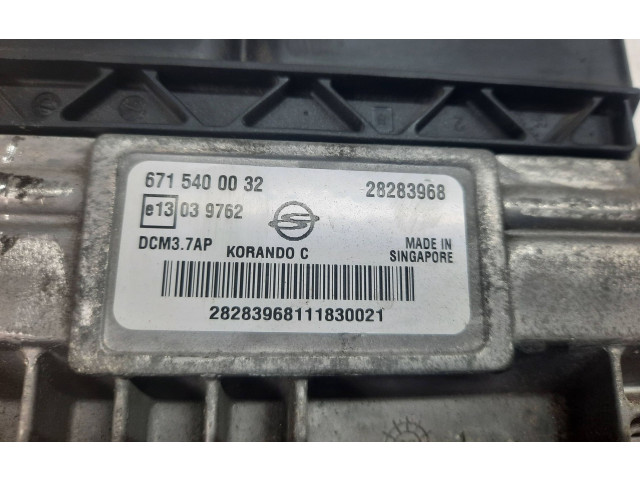 671 540 00 32
28283968
e13 03 9762
DCM3.7AP KORANDO C
MADE IN
SINGAPORE
28283968111830021